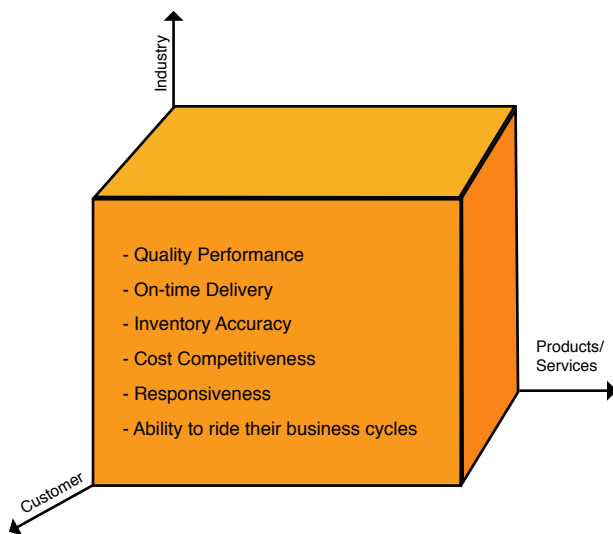 Industry
- Quality Performance
- On-time Delivery
- Inventory Accuracy
- Cost Competitiveness
- Responsiveness
- Ability to ride their business cycles
Products/
Services
Customer